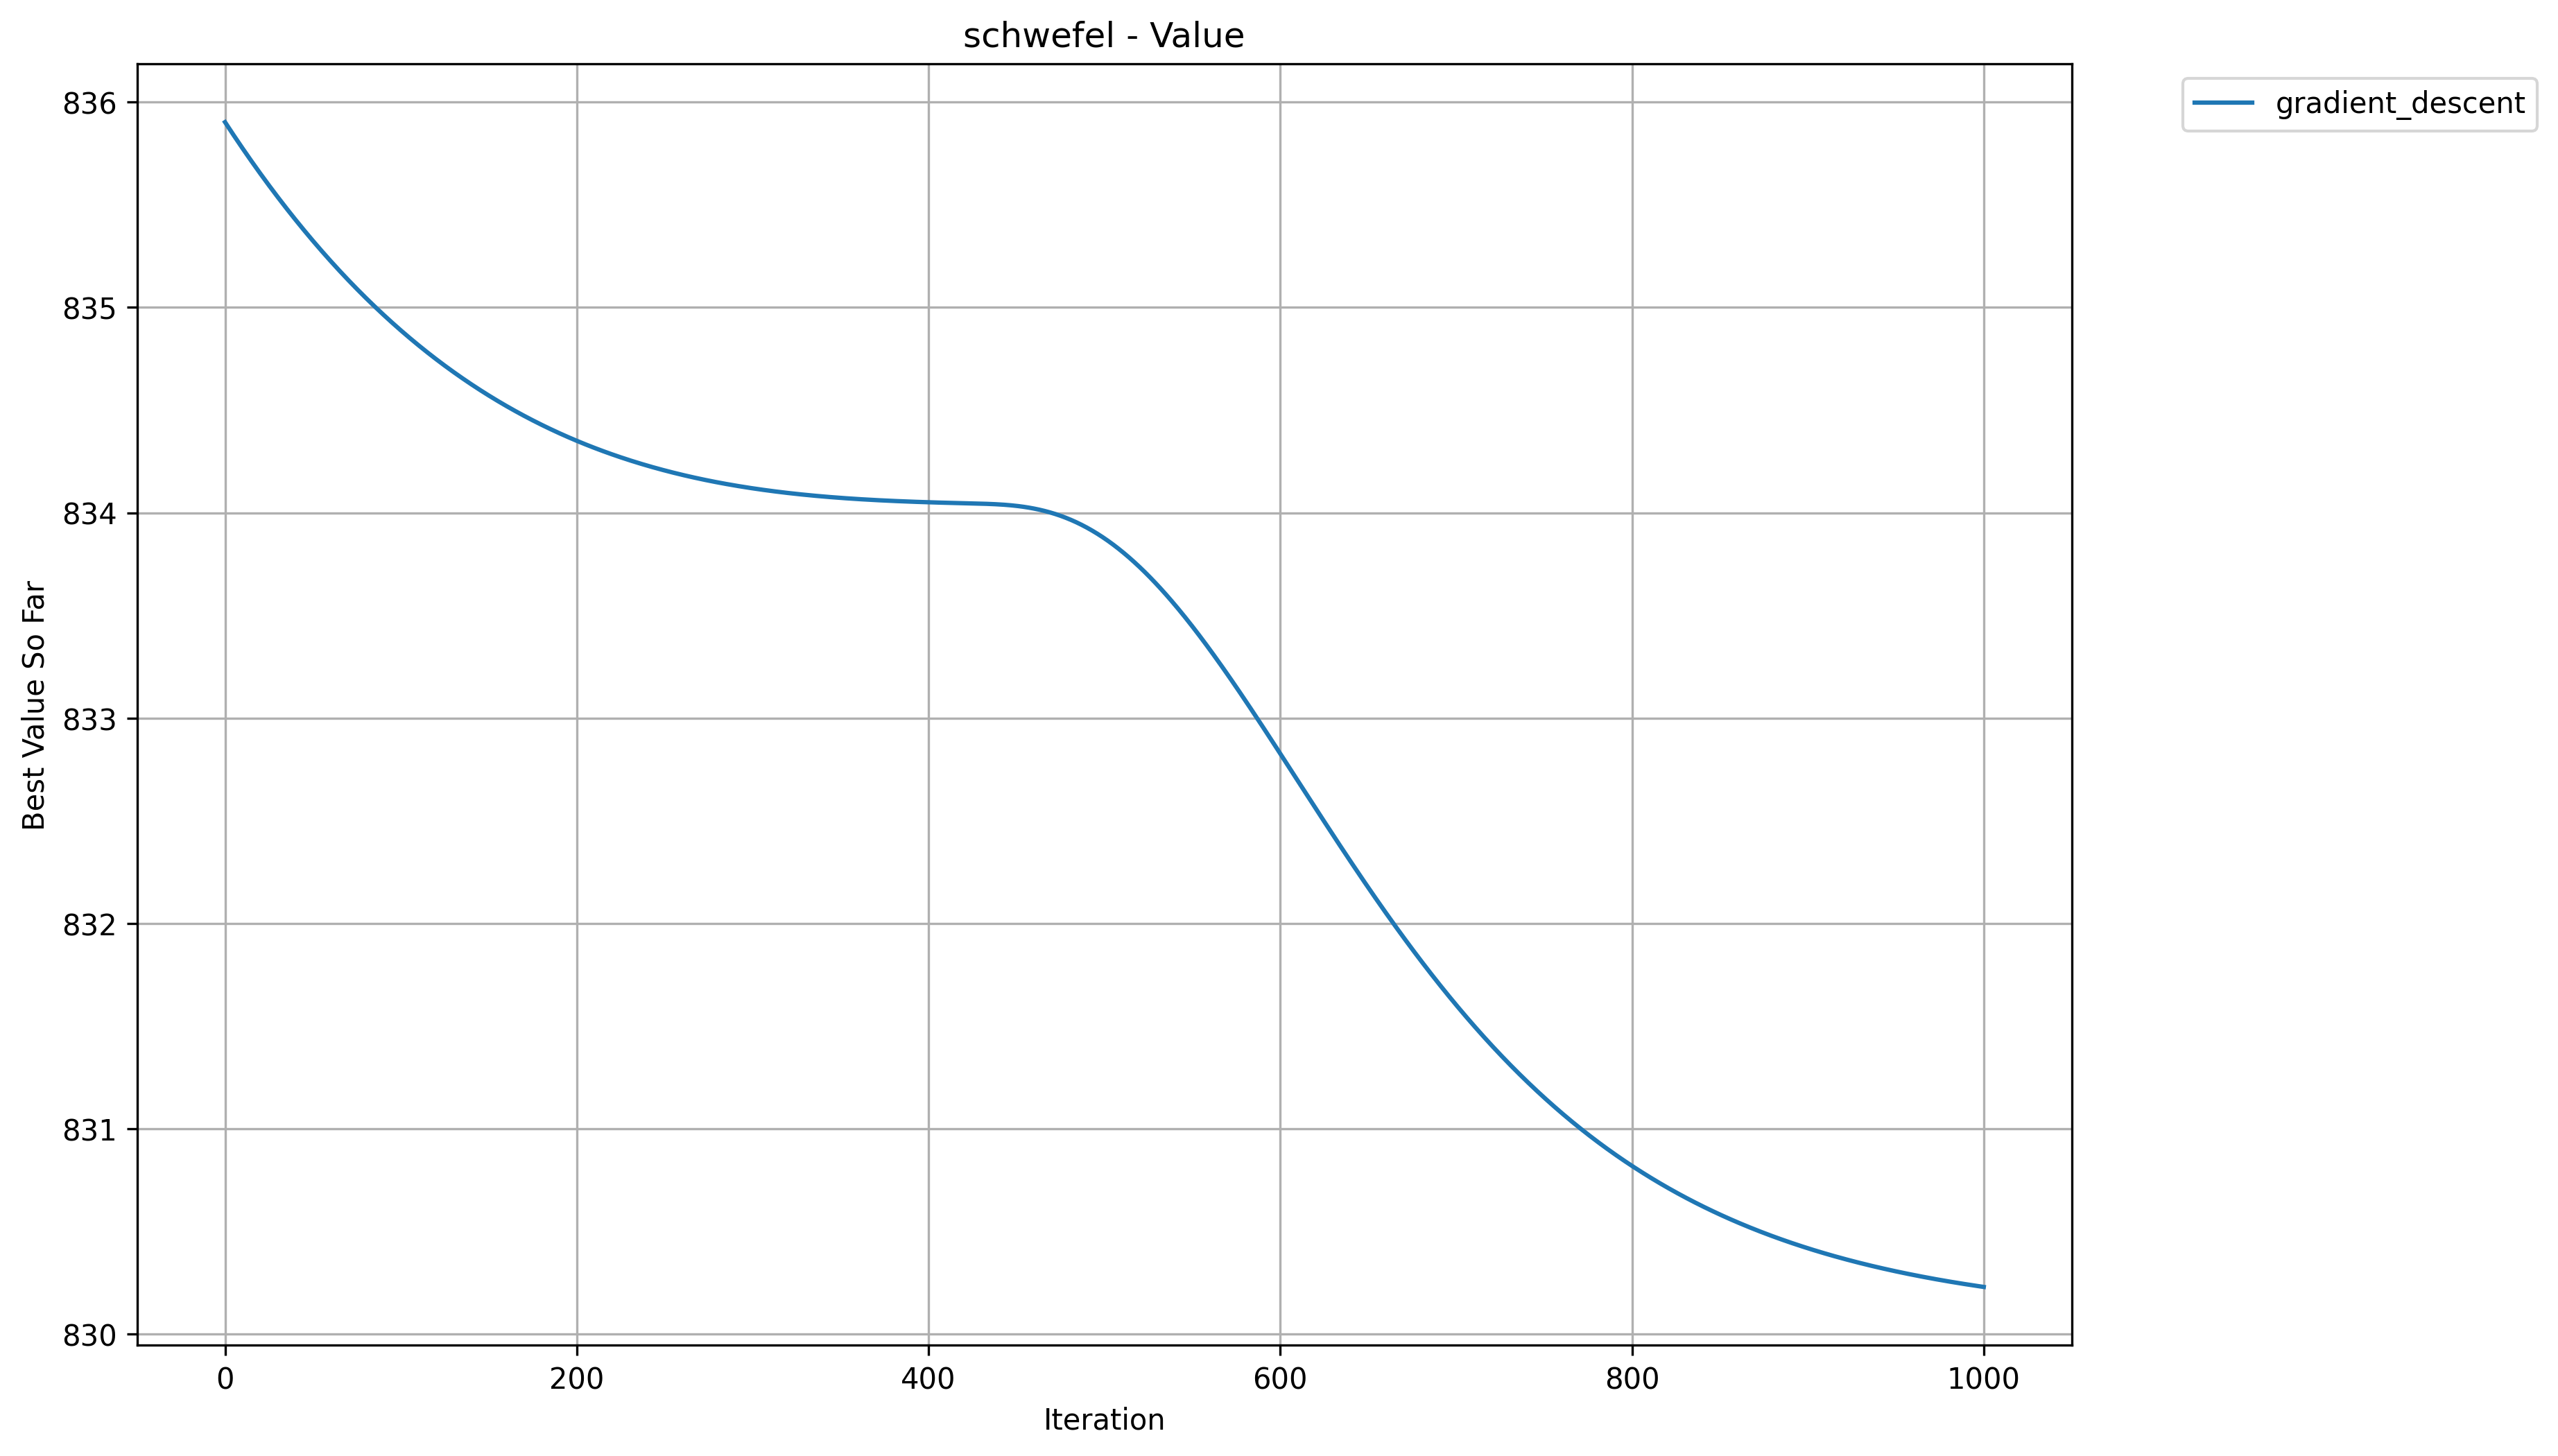 schwefel - Value
gradient_descent
Best Value So Far
836
835
834
833
832
831
830
0 200 400 600 800 1000
Iteration